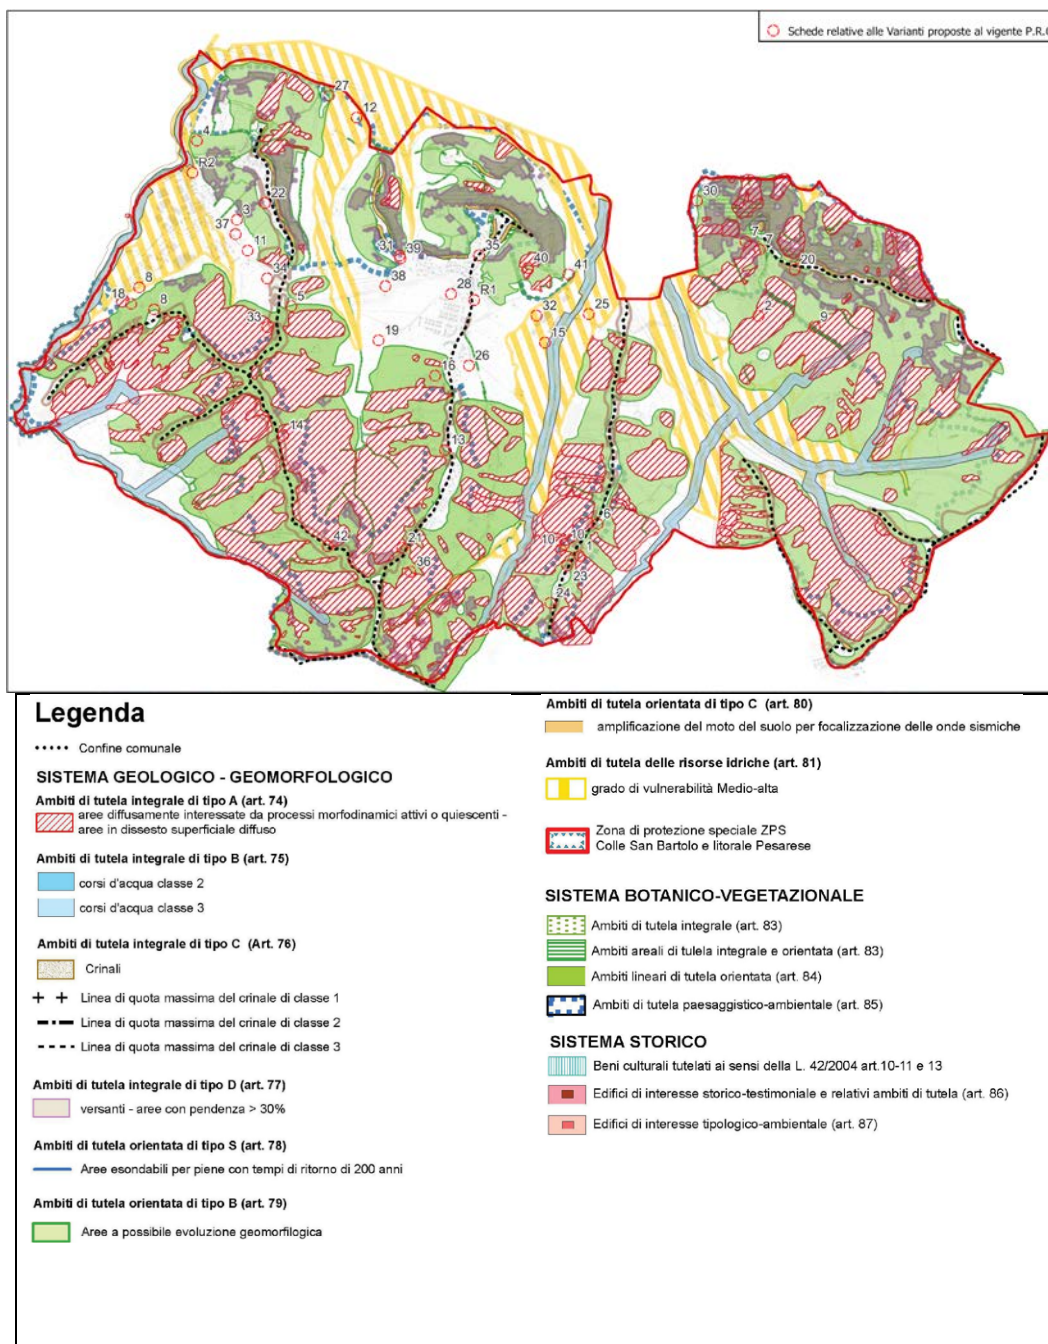 Schede relative alle Varianti proposte al vigente P.R.G
27
12
4
R2
22
3
37
11
34
5
8
18
8
33
31
39
38
35
40
41
28
R1
32
25
15
19
26
16
30
7
20
2
9
14
13
42
21
36
6
10
10
1
23
24
Legenda
Confine comunale
SISTEMA GEOLOGICO - GEOMORFOLOGICO
Ambiti di tutela integrale di tipo A (art. 74)
aree diffusamente interessate da processi morfodinamici attivi o quiescenti -
aree in dissesto superficiale diffuso
Ambiti di tutela integrale di tipo B (art. 75)
corsi d'acqua classe 2
corsi d'acqua classe 3
Ambiti di tutela integrale di tipo C (Art. 76)
Crinali
Linea di quota massima del crinale di classe 1
Linea di quota massima del crinale di classe 2
Linea di quota massima del crinale di classe 3
Ambiti di tutela integrale di tipo D (art. 77)
versanti - aree con pendenza > 30%
Ambiti di tutela orientata di tipo S (art. 78)
Aree esondabili per piene con tempi di ritorno di 200 anni
Ambiti di tutela orientata di tipo B (art. 79)
Aree a possibile evoluzione geomorfilogica
Ambiti di tutela orientata di tipo C (art. 80)
amplificazione del moto del suolo per focalizzazione delle onde sismiche
Ambiti di tutela delle risorse idriche (art. 81)
grado di vulnerabilità Medio-alta
Zona di protezione speciale ZPS
Colle San Bartolo e litorale Pesarese
SISTEMA BOTANICO-VEGETAZIONALE
Ambiti di tutela integrale (art. 83)
Ambiti areali di tulela integrale e orientata (art. 83)
Ambiti lineari di tutela orientata (art. 84)
Ambiti di tutela paesaggistico-ambientale (art. 85)
SISTEMA STORICO
Beni culturali tutelati ai sensi della L. 42/2004 art.10-11 e 13
Edifici di interesse storico-testimoniale e relativi ambiti di tutela (art. 86)
Edifici di interesse tipologico-ambientale (art. 87)